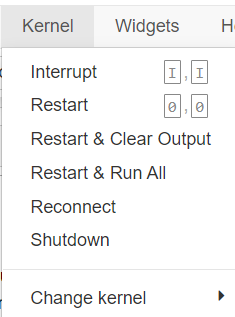 Kernel Widgets
Interrupt I,I
Restart 0,0
Restart & Clear Output
Restart & Run All
Reconnect
Shutdown
Change kernel